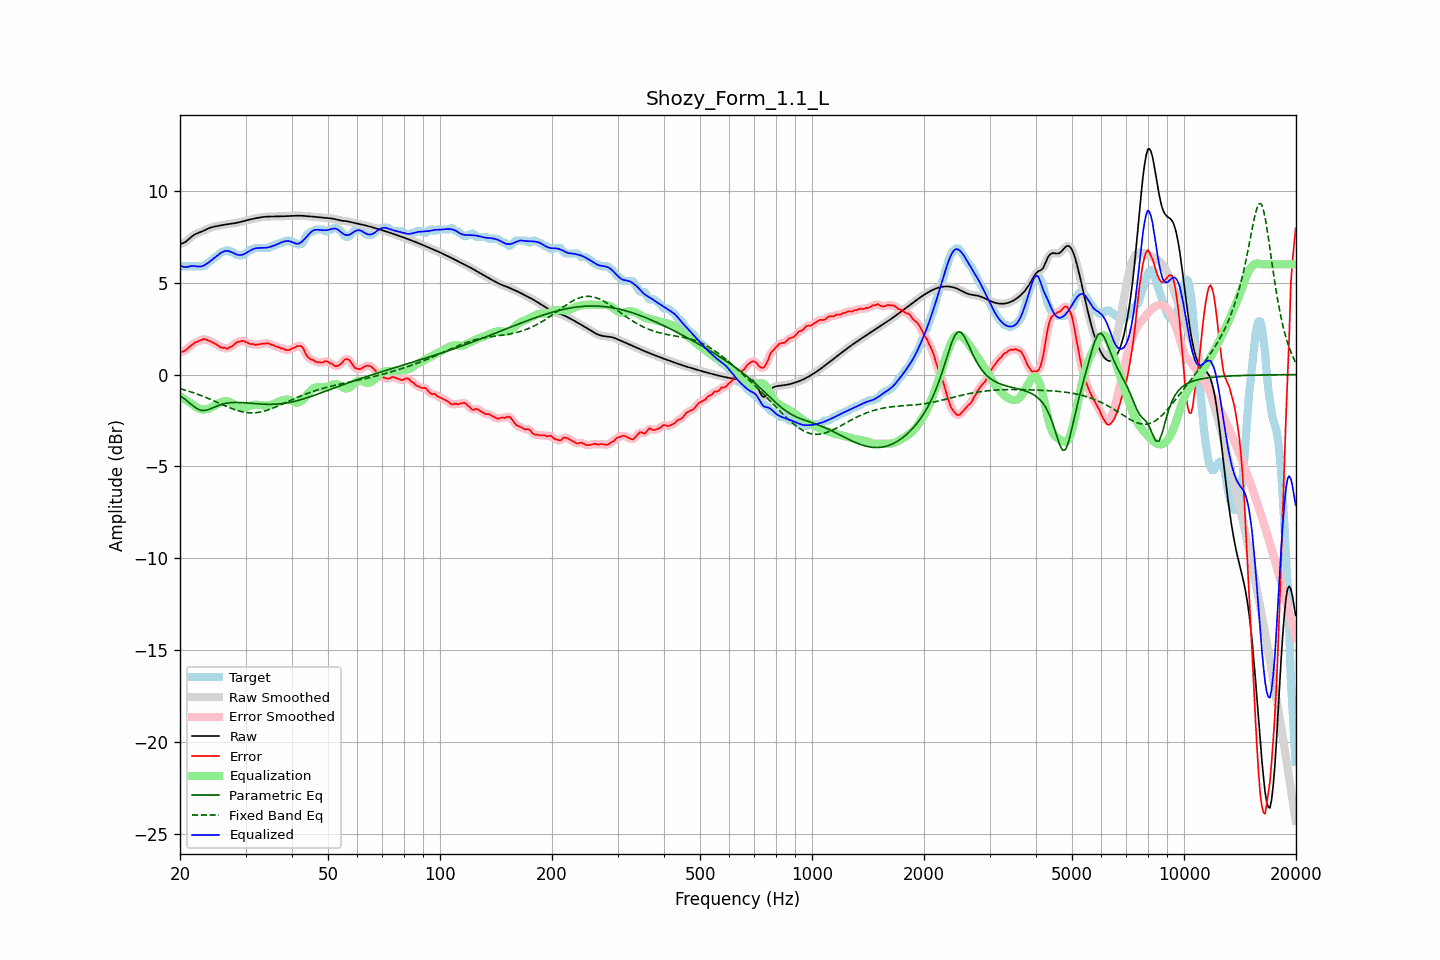 Shozy_Form_1.1_L
Amplitude (dBr)
10
5
0
−5
−10
−15
−20
−25
Target
Raw Smoothed
Error Smoothed
Raw
Error
Equalization
Parametric Eq
Fixed Band Eq
Equalized
20 50 100 200 500 1000 2000 5000 10000 20000
Frequency (Hz)